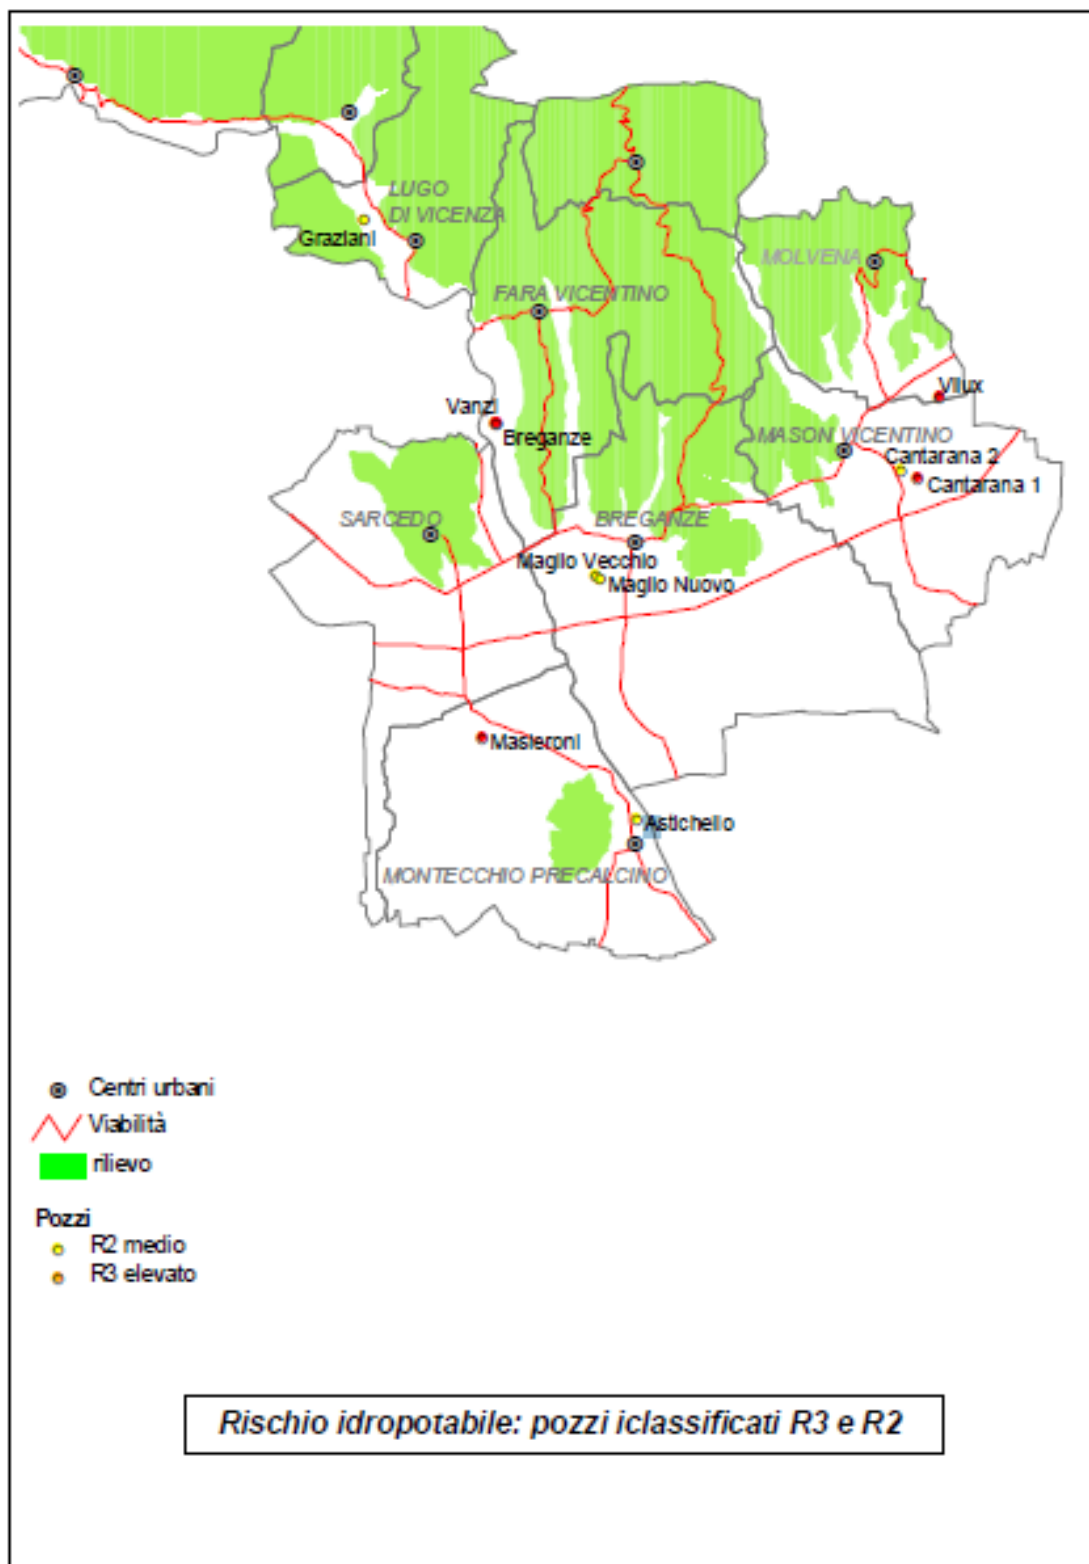 LUGO
DI VICENZA
Graziani
MOLVENA
FARA VICENTINO
Vilux
Vanzi
Breganze
MASON VICENTINO
Cantarana 2
Cantarana 1
SARCEDO
BREGANZE
Maglio Vecchio
Maglio Nuovo
Masieroni
Astichello
MONTECCHIO PRECALCINO
Centri urbani
Viabilità
rilievo
Pozzi
R2 medio
R3 elevato
Rischio idropotabile: pozzi iclassificati R3 e R2